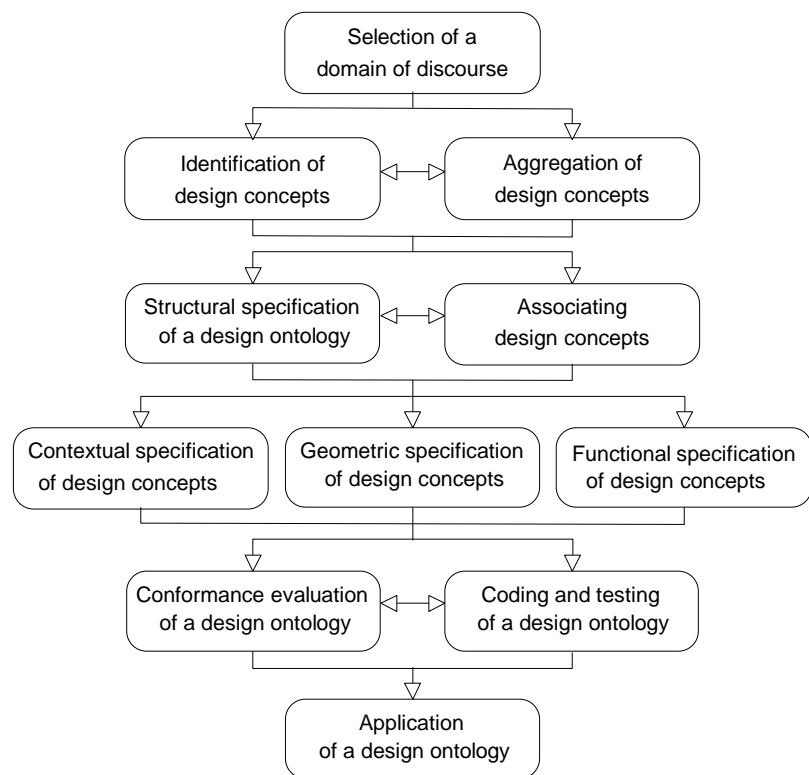 Selection of a
domain of discourse
Identification of
design concepts
Aggregation of
design concepts
Structural specification
of a design ontology
Associating
design concepts
Contextual specification
of design concepts
Geometric specification
of design concepts
Functional specification
of design concepts
Conformance evaluation
of a design ontology
Coding and testing
of a design ontology
Application
of a design ontology